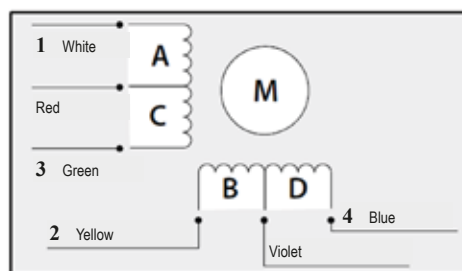 1 White
A
Red
C
M
3 Green
B D
2 Yellow
4 Blue
Violet